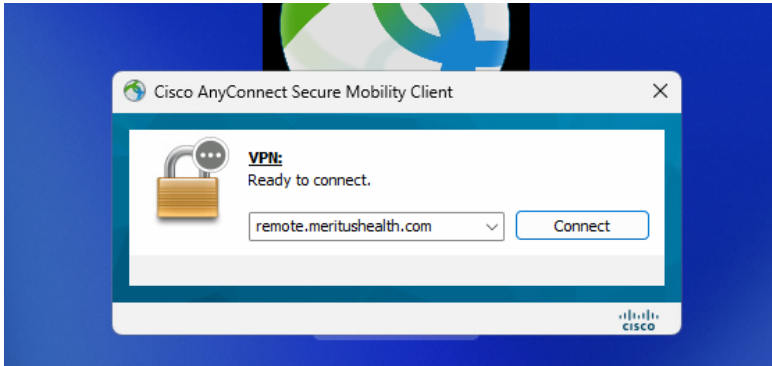 Cisco AnyConnect Secure Mobility Client
VPN:
Ready to connect.
remote.meritushealth.com
Connect
CISCO